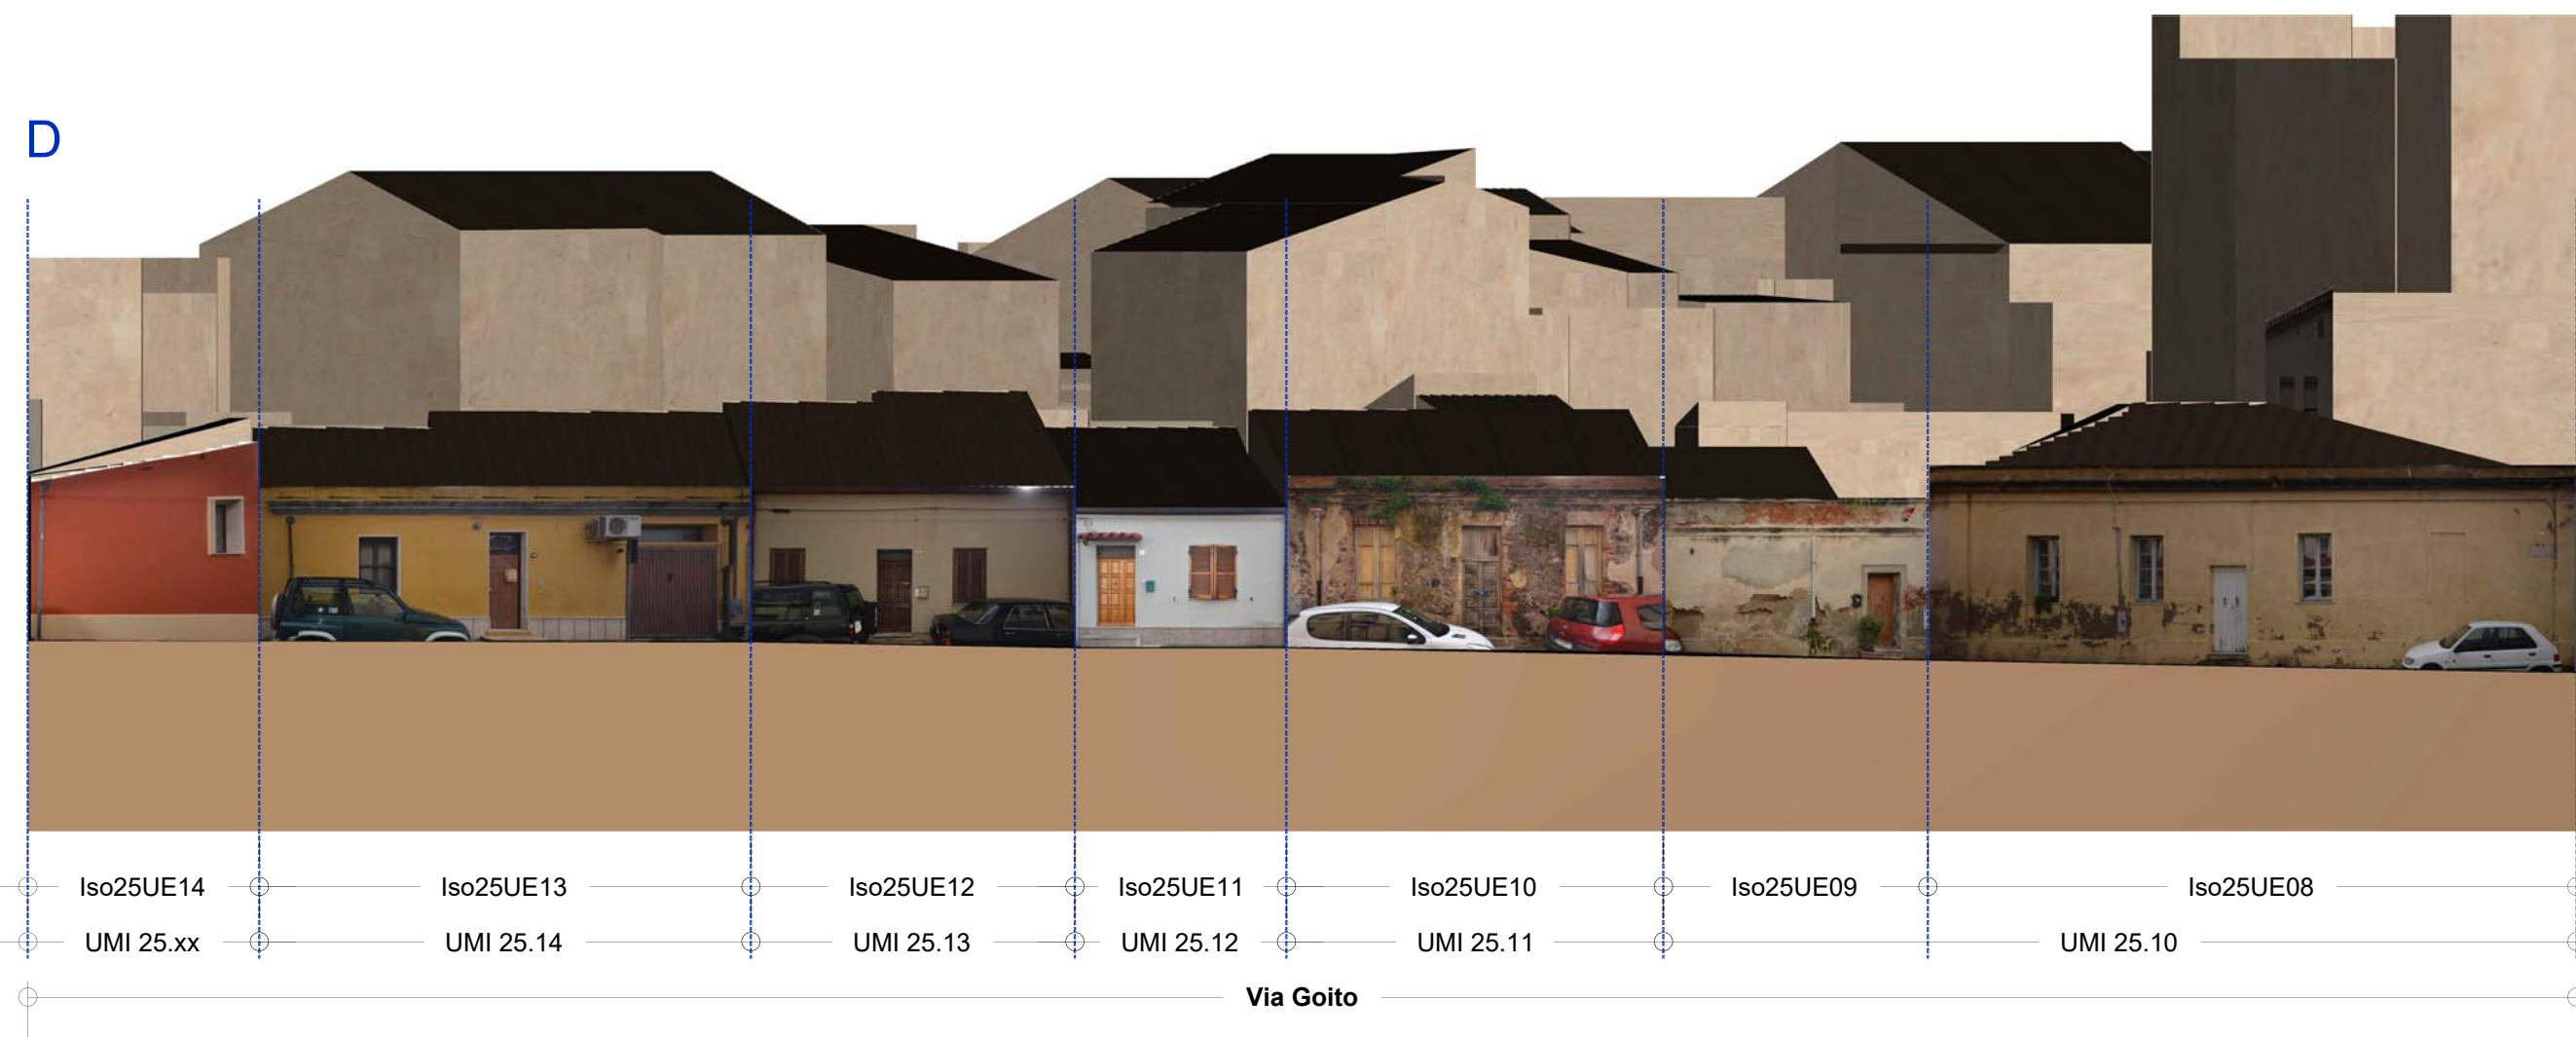 D
Iso25UE14 Iso25UE13 Iso25UE12 Iso25UE11 Iso25UE10 Iso25UE09 Iso25UE08
UMI 25.xx UMI 25.14 UMI 25.13 UMI 25.12 UMI 25.11 UMI 25.10
Via Goito